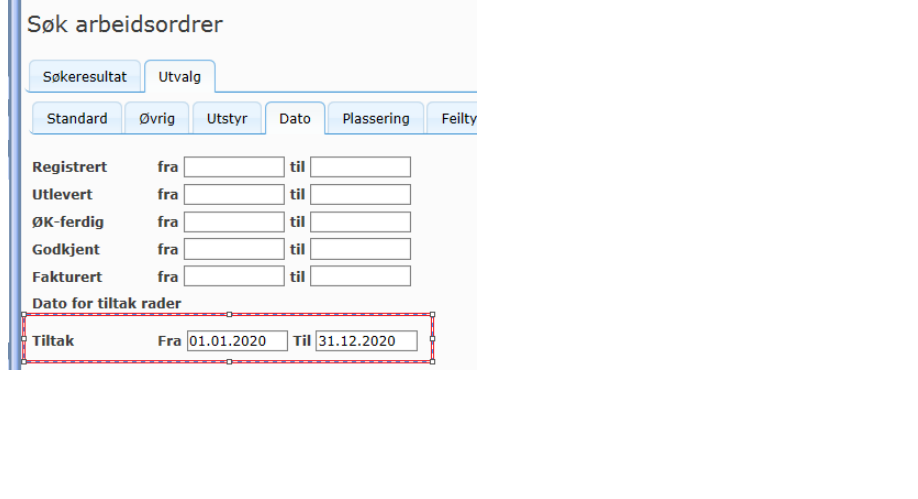 Søk arbeidsordrer
Søkeresultat Utvalg
Standard Øvrig Utstyr Dato Plassering Feilty
Registrert fra til
Utlevert fra til
ØK-ferdig fra til
Godkjent fra til
Fakturert fra til
Dato for tiltak rader
Tiltak Fra 01.01.2020 Til 31.12.2020